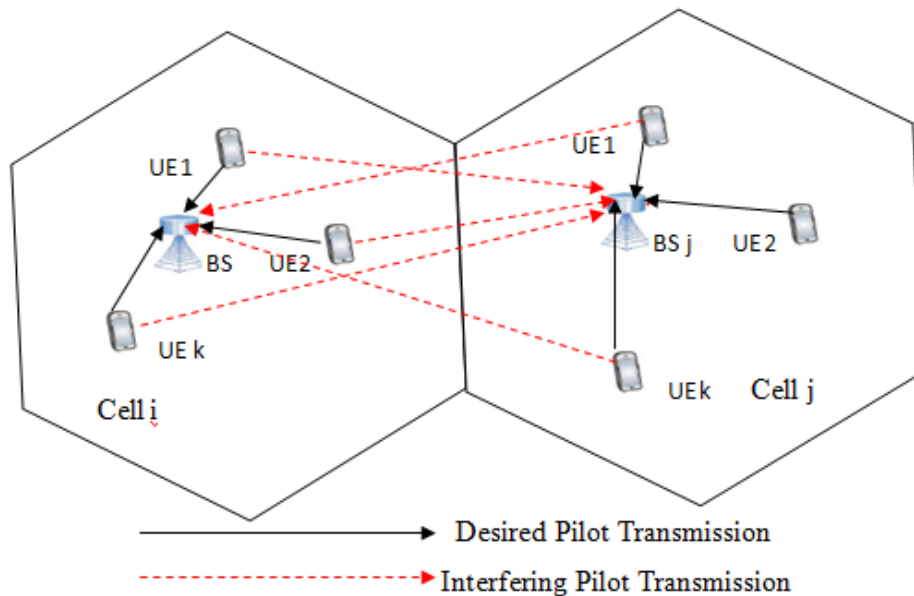 UE1
UE1
BS
UE2
BS j
UE2
UE k
UEk
Cell i
Cell j
Desired Pilot Transmission
Interfering Pilot Transmission